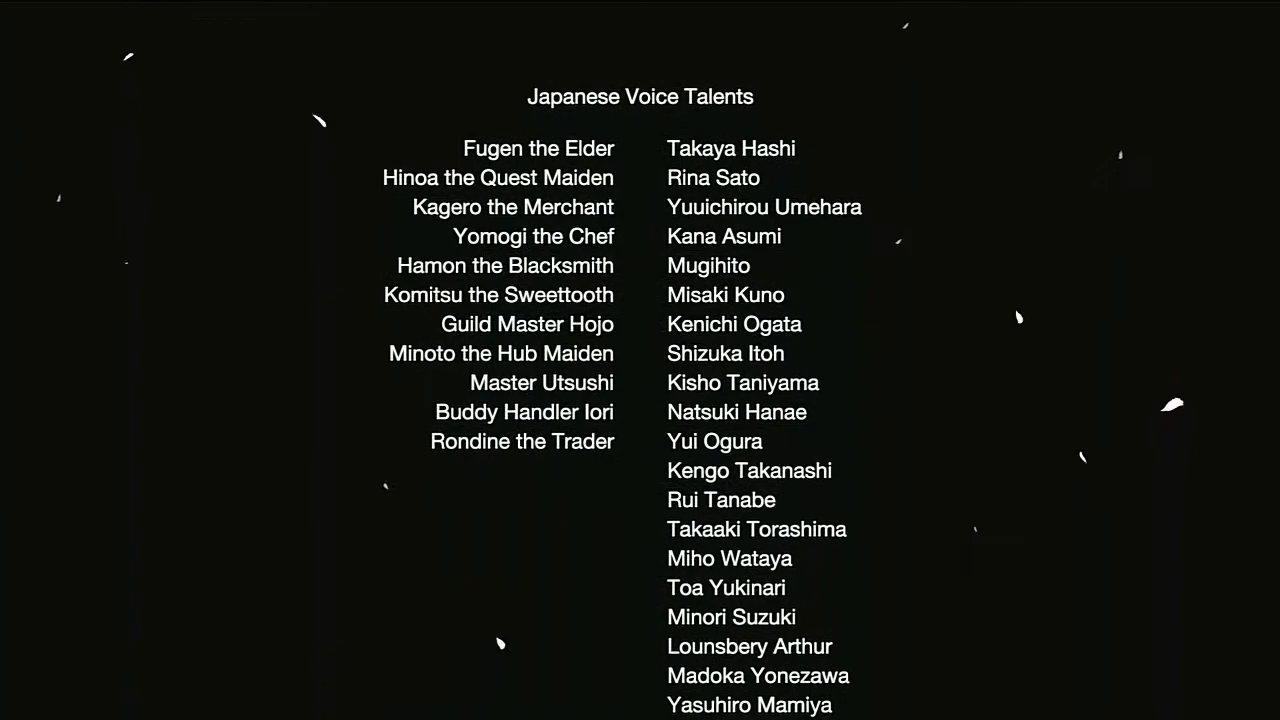 Japanese Voice Talents
Fugen the Elder Takaya Hashi
Hinoa the Quest Maiden Rina Sato
Kagero the Merchant Yuuichirou Umehara
Yomogi the Chef Kana Asumi
Hamon the Blacksmith Mugihito
Komitsu the Sweettooth Misaki Kuno
Guild Master Hojo Kenichi Ogata
Minoto the Hub Maiden Shizuka Itoh
Master Utsushi Kisho Taniyama
Buddy Handler Iori Natsuki Hanae
Rondine the Trader Yui Ogura
Kengo Takanashi
Rui Tanabe
Takaaki Torashima
Miho Wataya
Toa Yukinari
Minori Suzuki
Lounsbery Arthur
Madoka Yonezawa
Yasuhiro Mamiya